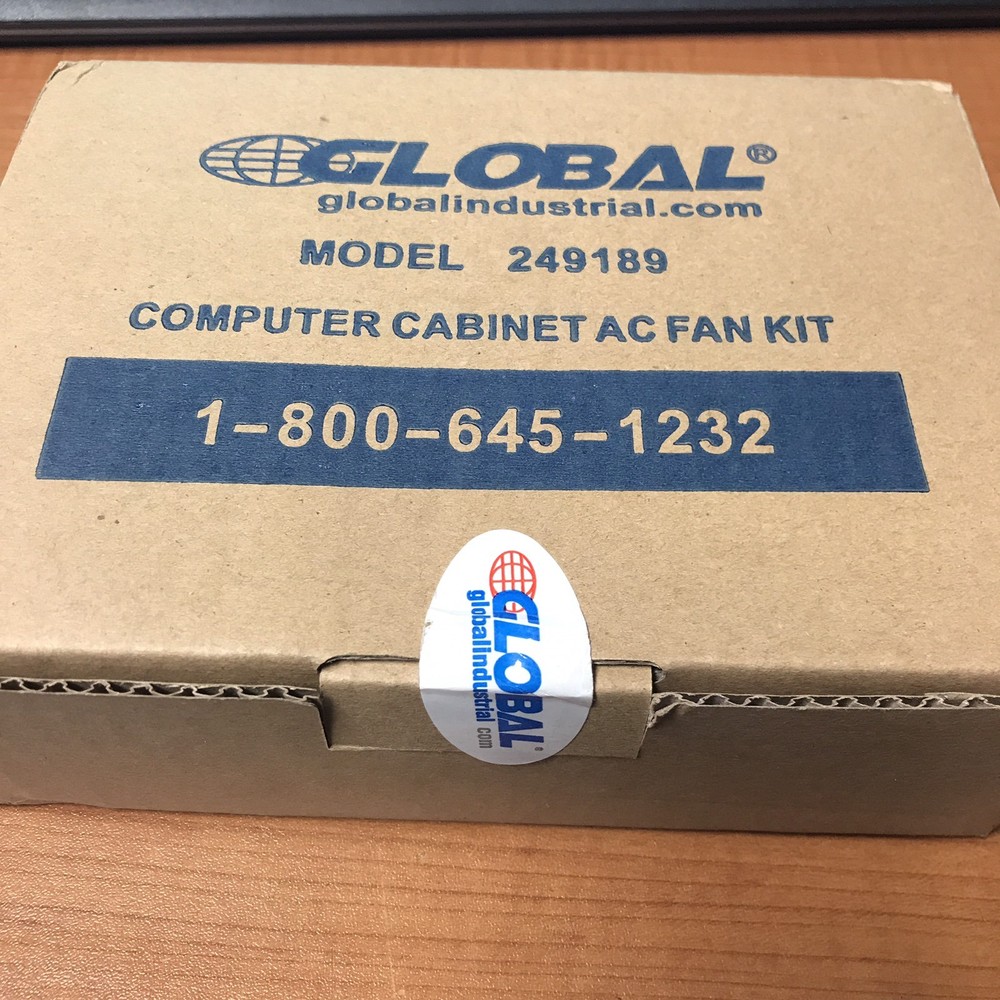 GLOBAL®
globalindustrial.com
MODEL 249189
COMPUTER CABINET AC FAN KIT
1-800-645-1232
GLOBAL®
globalindustrial.com